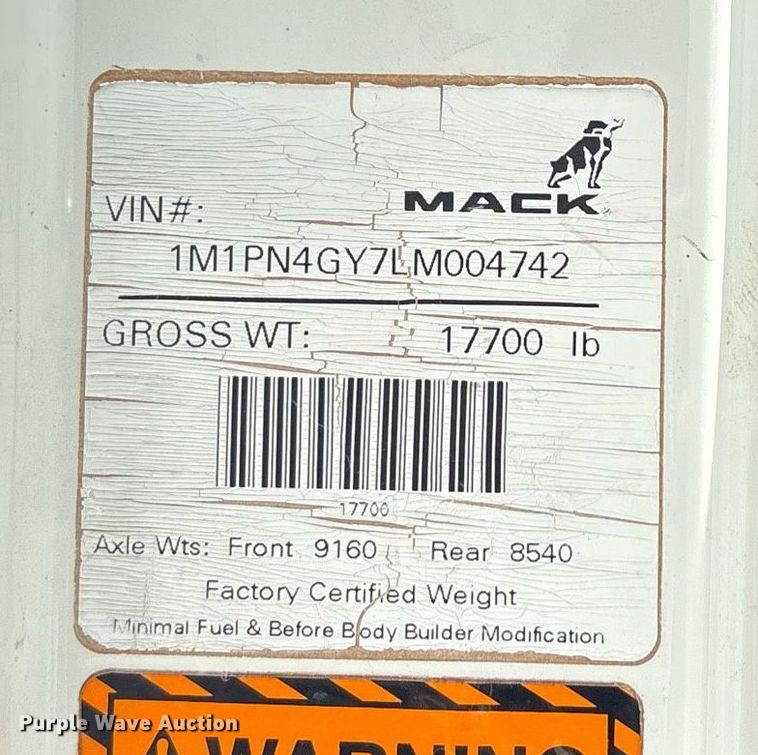 MACK
VIN#:
1M1PN4GY7LM004742
GROSS WT: 17700 lb
17700
Axle Wts: Front 9160 Rear 8540
Factory Certified Weight
Minimal Fuel & Before Body Builder Modification
Purple Wave Auction
WARNING